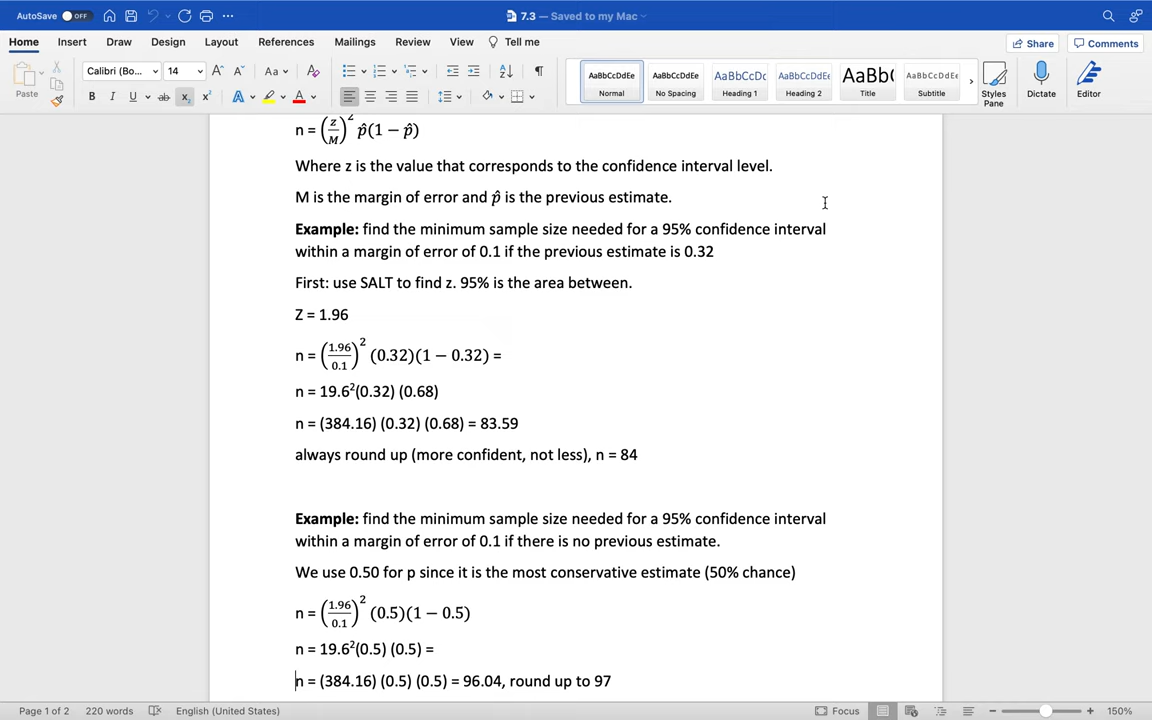 AutoSave OFF 7.3 — Saved to my Mac
Home Insert Draw Design Layout References Mailings Review View Tell me Share Comments
Paste Calibri (Bo... 14 A A Aa A AaBbCcDdEe AaBbCcDdEe AaBbCcDc AaBbCcDdEe AaBb( AaBbCcDdEe
B I U ab x₂ x² A A Normal No Spacing Heading 1 Heading 2 Title Subtitle Styles Pane Dictate Editor
n = (z/M)² p̂(1 − p̂)
Where z is the value that corresponds to the confidence interval level.
M is the margin of error and p̂ is the previous estimate.
Example: find the minimum sample size needed for a 95% confidence interval
within a margin of error of 0.1 if the previous estimate is 0.32
First: use SALT to find z. 95% is the area between.
Z = 1.96
n = (1.96/0.1)² (0.32)(1 − 0.32) =
n = 19.6²(0.32) (0.68)
n = (384.16) (0.32) (0.68) = 83.59
always round up (more confident, not less), n = 84
Example: find the minimum sample size needed for a 95% confidence interval
within a margin of error of 0.1 if there is no previous estimate.
We use 0.50 for p since it is the most conservative estimate (50% chance)
n = (1.96/0.1)² (0.5)(1 − 0.5)
n = 19.6²(0.5) (0.5) =
n = (384.16) (0.5) (0.5) = 96.04, round up to 97
Page 1 of 2 220 words English (United States) Focus 150%